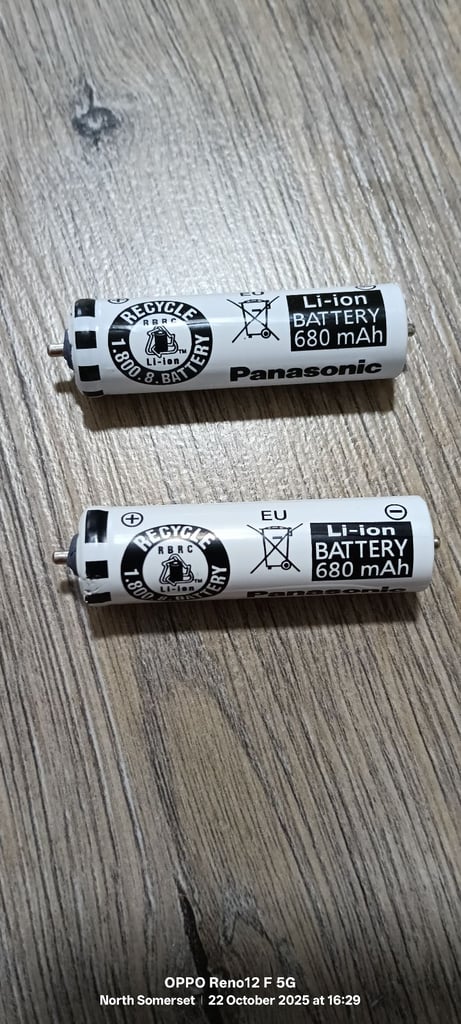 EU
RECYCLE
RBRC
Li-ion
1.800.8.BATTERY
Li-ion
BATTERY
680 mAh
Panasonic
EU
RECYCLE
RBRC
Li-ion
1.800.8.BATTERY
Li-ion
BATTERY
680 mAh
Panasonic
OPPO Reno12 F 5G
North Somerset | 22 October 2025 at 16:29